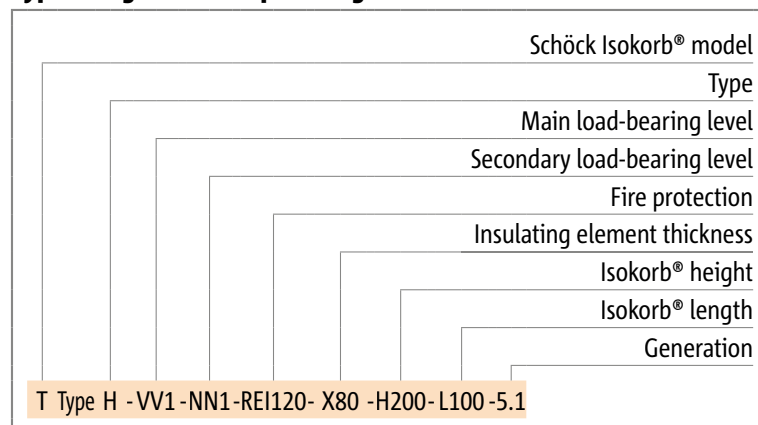 Schöck Isokorb® model
Type
Main load-bearing level
Secondary load-bearing level
Fire protection
Insulating element thickness
Isokorb® height
Isokorb® length
Generation
T Type H -VV1-NN1-REI120- X80 -H200-L100 -5.1